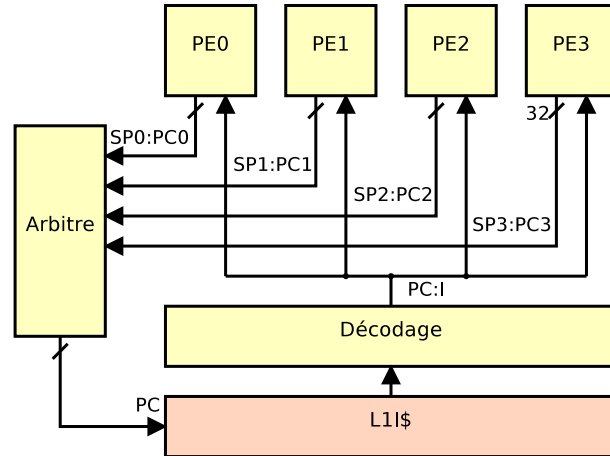 PE0
PE1
PE2
PE3
32
SP0:PC0
SP1:PC1
SP2:PC2
SP3:PC3
Arbitre
PC:I
Décodage
PC
L1I$